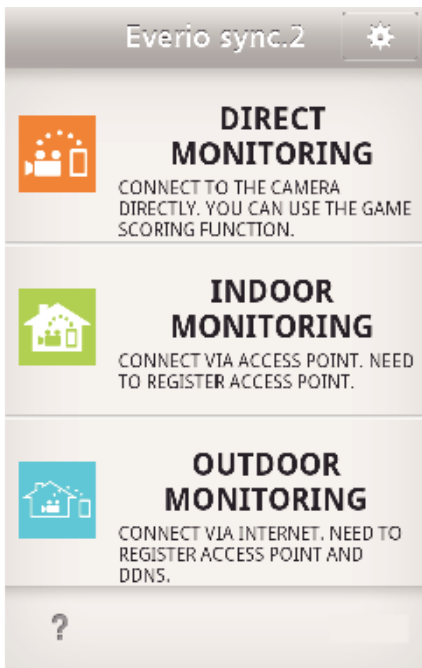 Everio sync.2
DIRECT
MONITORING
CONNECT TO THE CAMERA
DIRECTLY. YOU CAN USE THE GAME
SCORING FUNCTION.
INDOOR
MONITORING
CONNECT VIA ACCESS POINT. NEED
TO REGISTER ACCESS POINT.
OUTDOOR
MONITORING
CONNECT VIA INTERNET. NEED TO
REGISTER ACCESS POINT AND
DDNS.
?